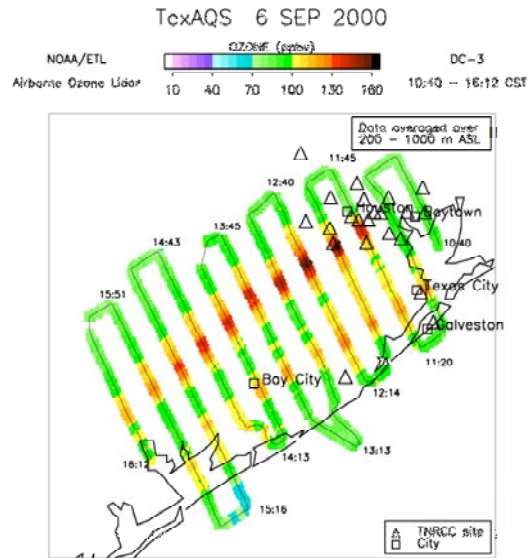 TexAQS 6 SEP 2000
NOAA/ETL
Airborne Ozone Lidar
OZONE (ppbv)
10 40 70 100 130 160
DC-3
10:40 - 16:12 CST
Data averaged over
200 - 1000 m ASL
11:45
12:40
13:45
14:43
15:51
Houston
Baytown
10:40
Texas City
Galveston
11:20
Bay City
12:14
13:13
14:13
16:12
15:16
TNRCC site
City